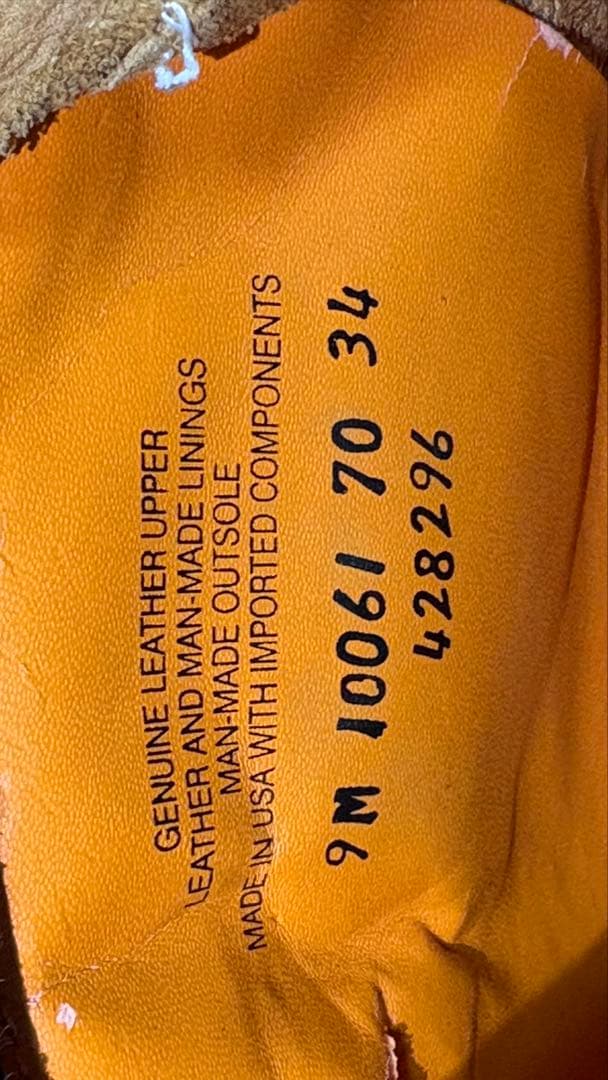 GENUINE LEATHER UPPER
LEATHER AND MAN-MADE LININGS
MAN-MADE OUTSOLE
MADE IN USA WITH IMPORTED COMPONENTS
9M 10061 70 34
428296